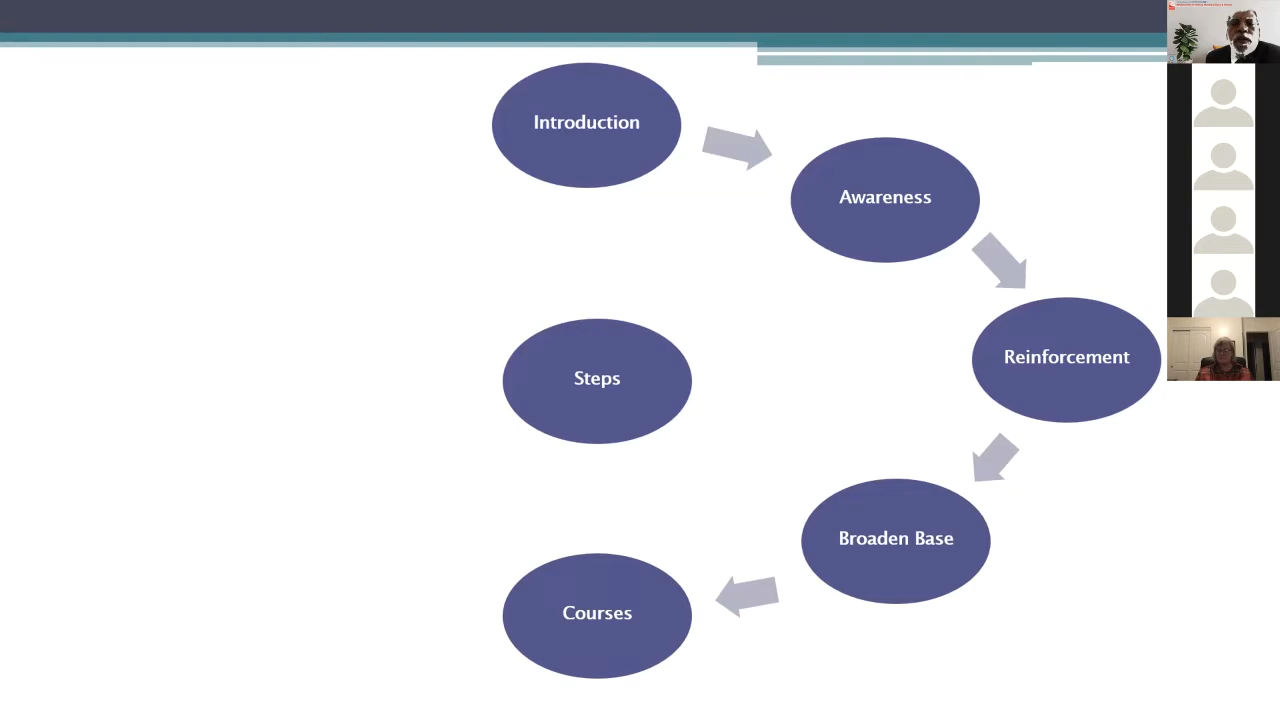 Introduction
Awareness
Reinforcement
Steps
Broaden Base
Courses